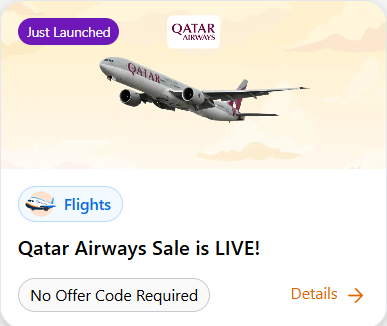 Just Launched
QATAR
AIRWAYS
QATAR
Flights
Qatar Airways Sale is LIVE!
No Offer Code Required
Details